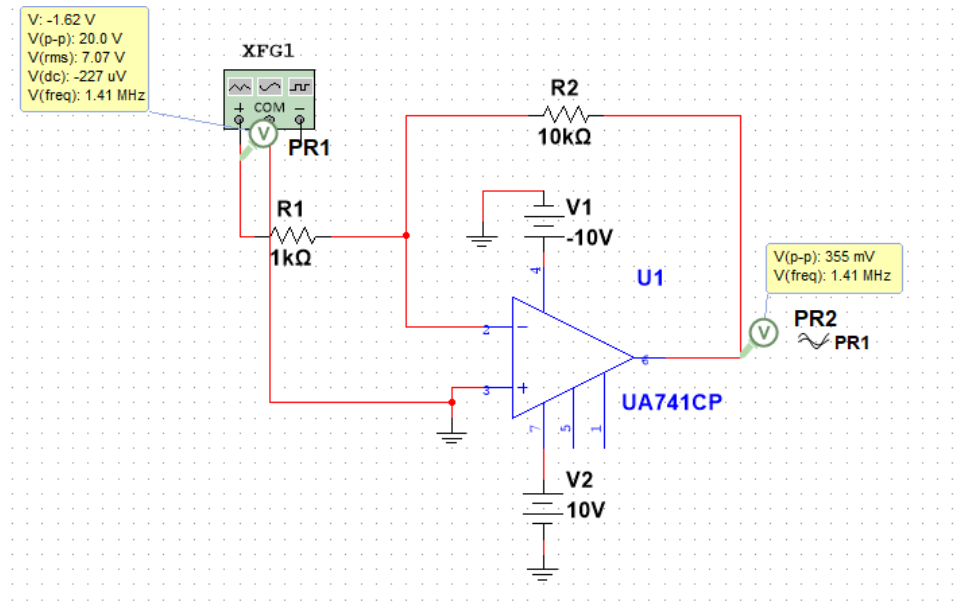 V: -1.62 V
V(p-p): 20.0 V
V(rms): 7.07 V
V(dc): -227 uV
V(freq): 1.41 MHz
XFG1
+ COM −
V
PR1
R2
10kΩ
R1
1kΩ
V1
-10V
4
U1
2
−
3
+
6
7
5
1
UA741CP
V(p-p): 355 mV
V(freq): 1.41 MHz
V
PR2
PR1
V2
10V